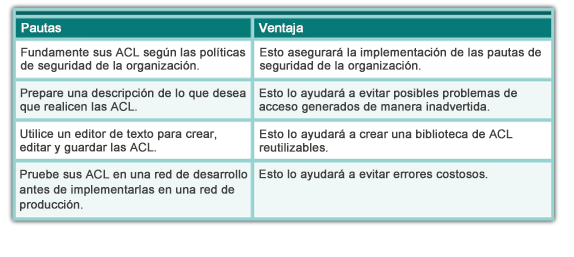 Pautas
Ventaja
Fundamente sus ACL según las políticas
de seguridad de la organización.
Esto asegurará la implementación de las pautas de
seguridad de la organización.
Prepare una descripción de lo que desea
que realicen las ACL.
Esto lo ayudará a evitar posibles problemas de
acceso generados de manera inadvertida.
Utilice un editor de texto para crear,
editar y guardar las ACL.
Esto lo ayudará a crear una biblioteca de ACL
reutilizables.
Pruebe sus ACL en una red de desarrollo
antes de implementarlas en una red de
producción.
Esto lo ayudará a evitar errores costosos.